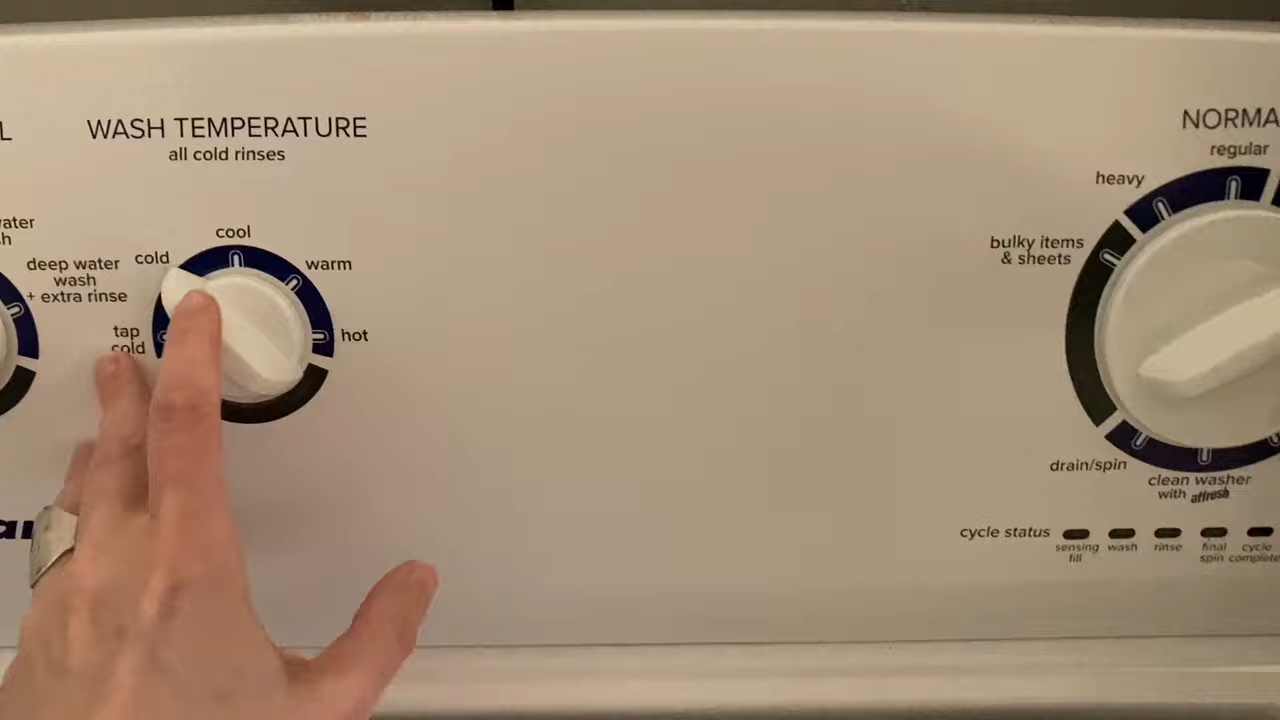 WASH TEMPERATURE
all cold rinses
cool
cold
warm
deep water
wash
+ extra rinse
tap
cold
hot
regular
heavy
bulky items
& sheets
drain/spin
clean washer
with affresh
cycle status
sensing
fill
wash
rinse
final
spin
cycle
complete